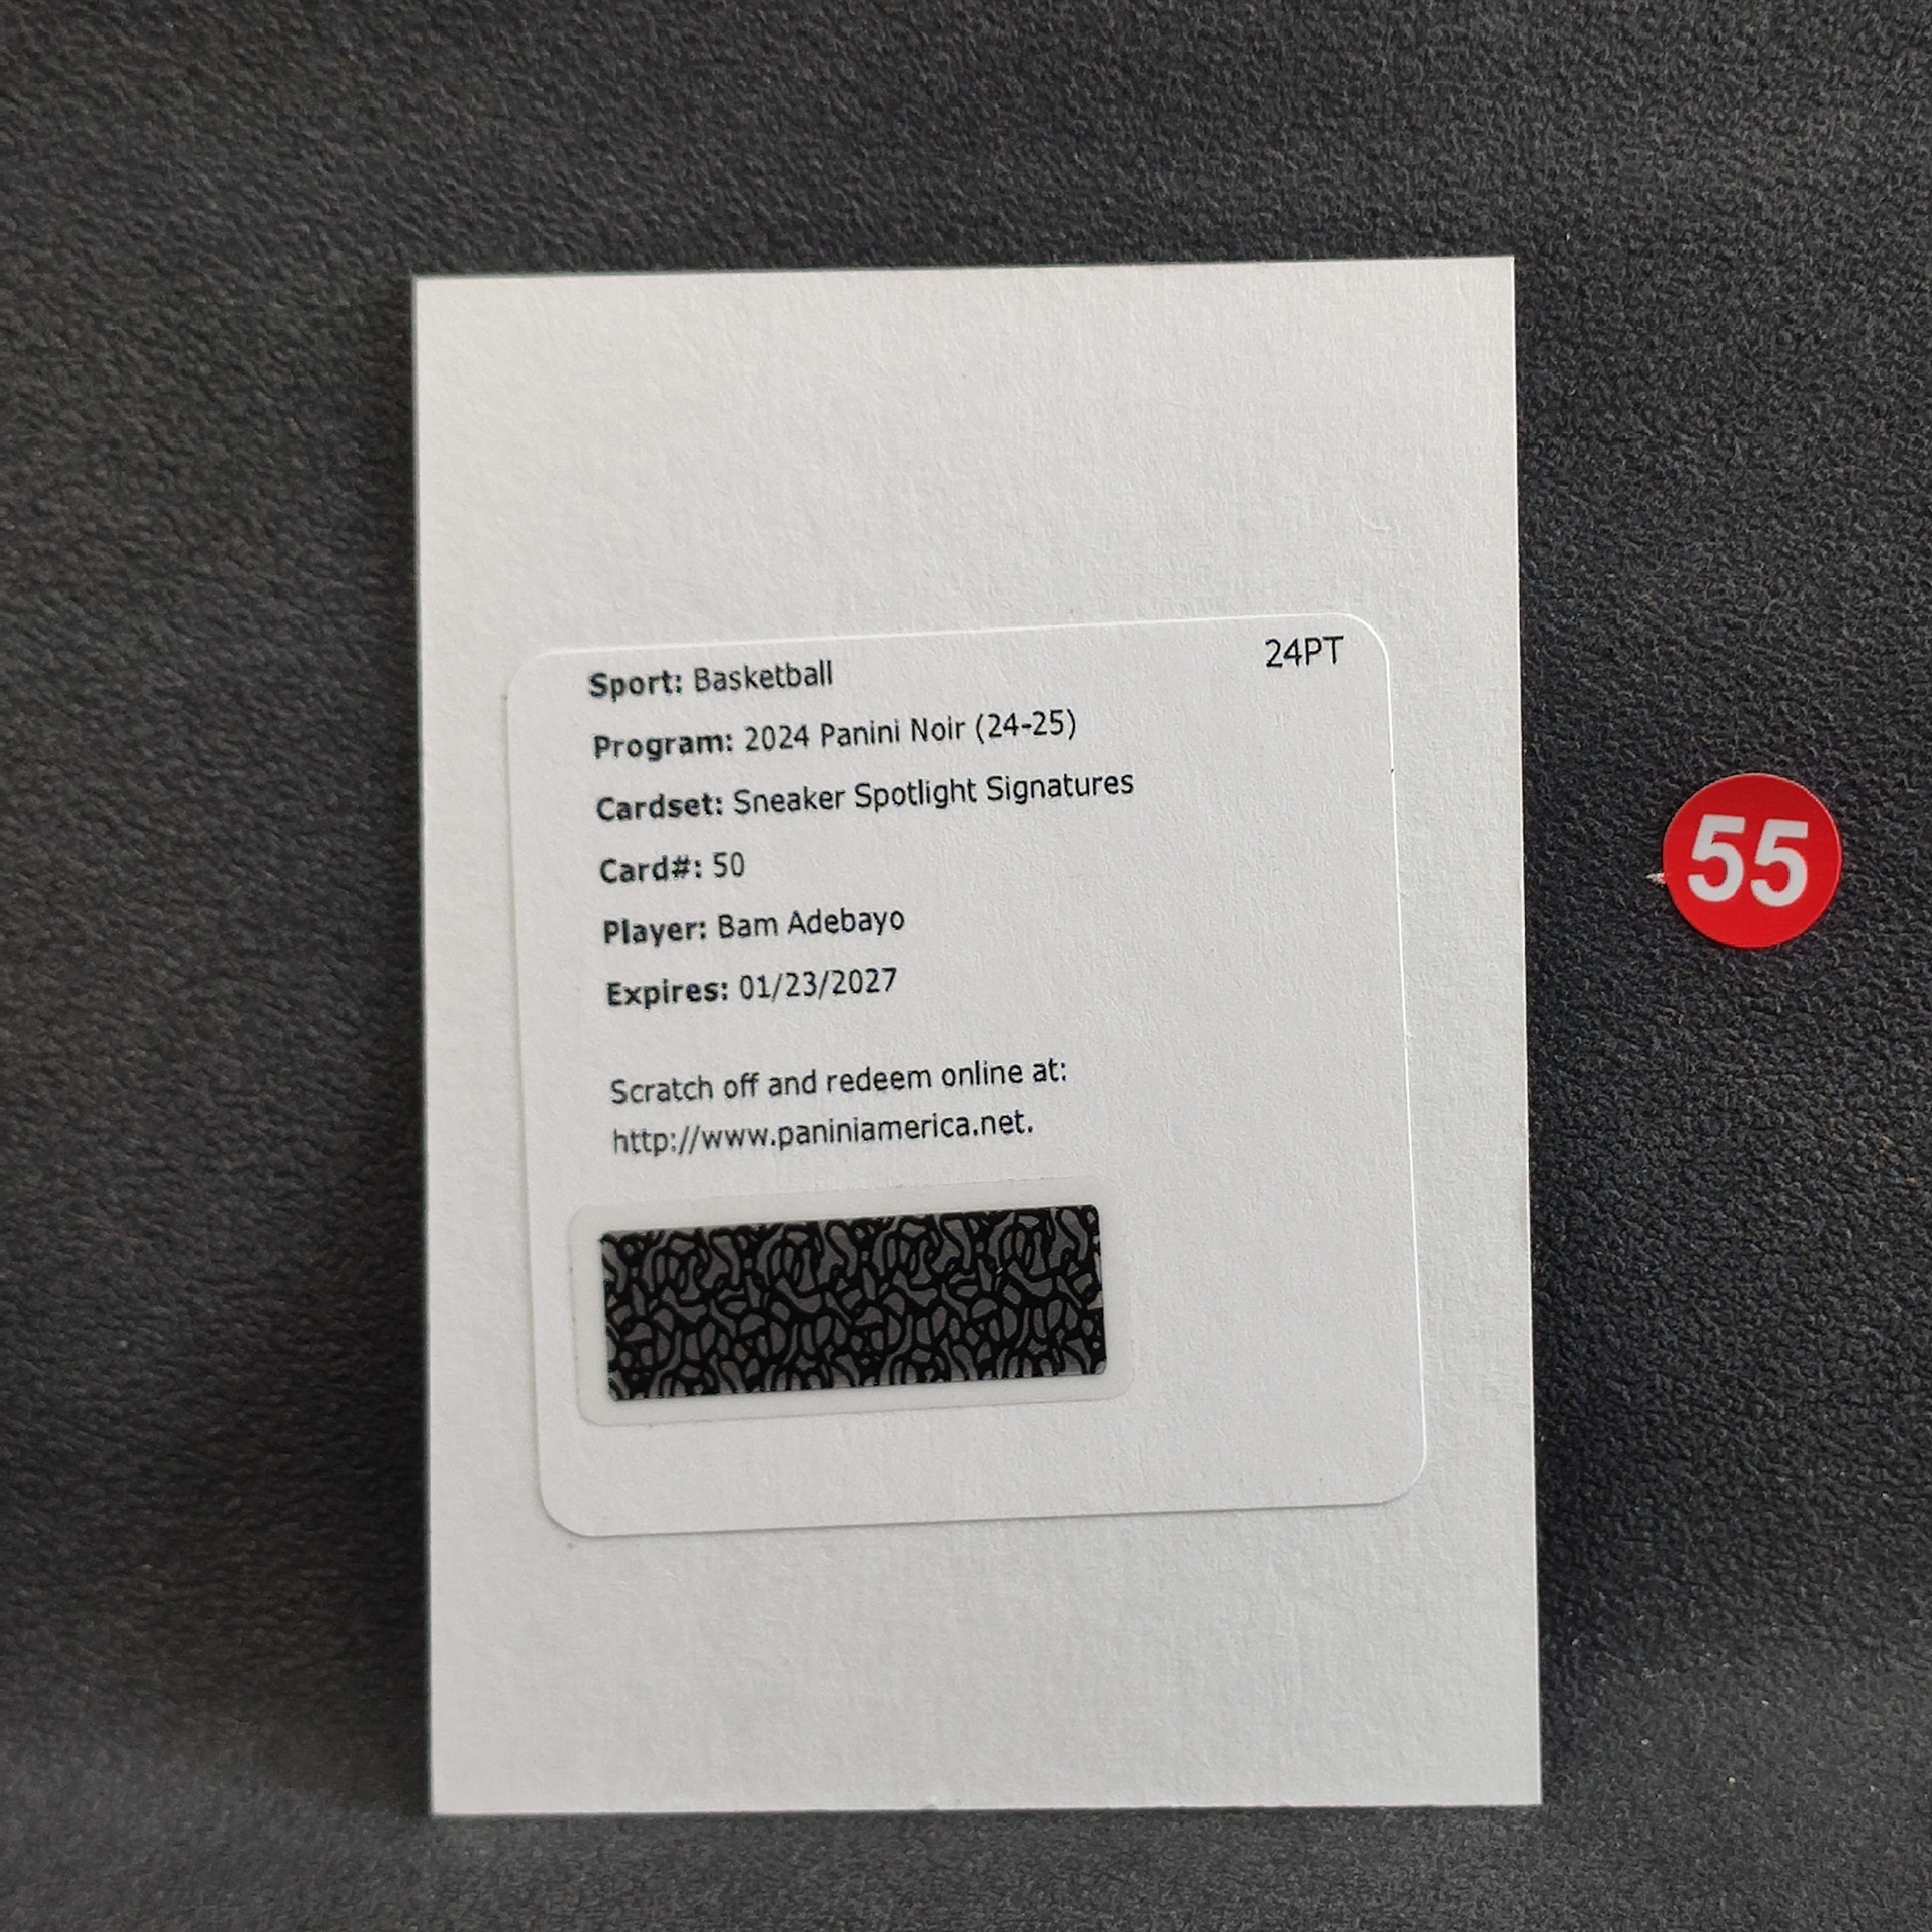 24PT
Sport: Basketball
Program: 2024 Panini Noir (24-25)
Cardset: Sneaker Spotlight Signatures
Card#: 50
Player: Bam Adebayo
Expires: 01/23/2027
Scratch off and redeem online at:
http://www.paniniamerica.net.
55